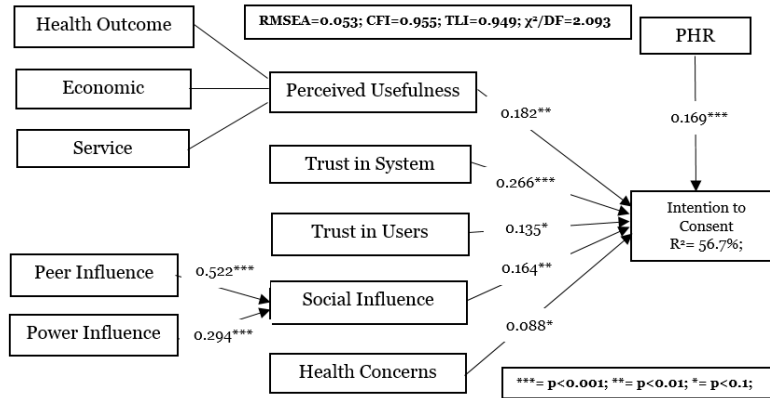 Health Outcome
RMSEA=0.053; CFI=0.955; TLI=0.949; χ²/DF=2.093
PHR
Economic
Perceived Usefulness
0.182**
0.169***
Service
Trust in System
0.266***
Intention to
Consent
R²= 56.7%;
Trust in Users
0.135*
Peer Influence
0.522***
0.164**
Social Influence
Power Influence
0.294***
0.088*
Health Concerns
***= p<0.001; **= p<0.01; *= p<0.1;